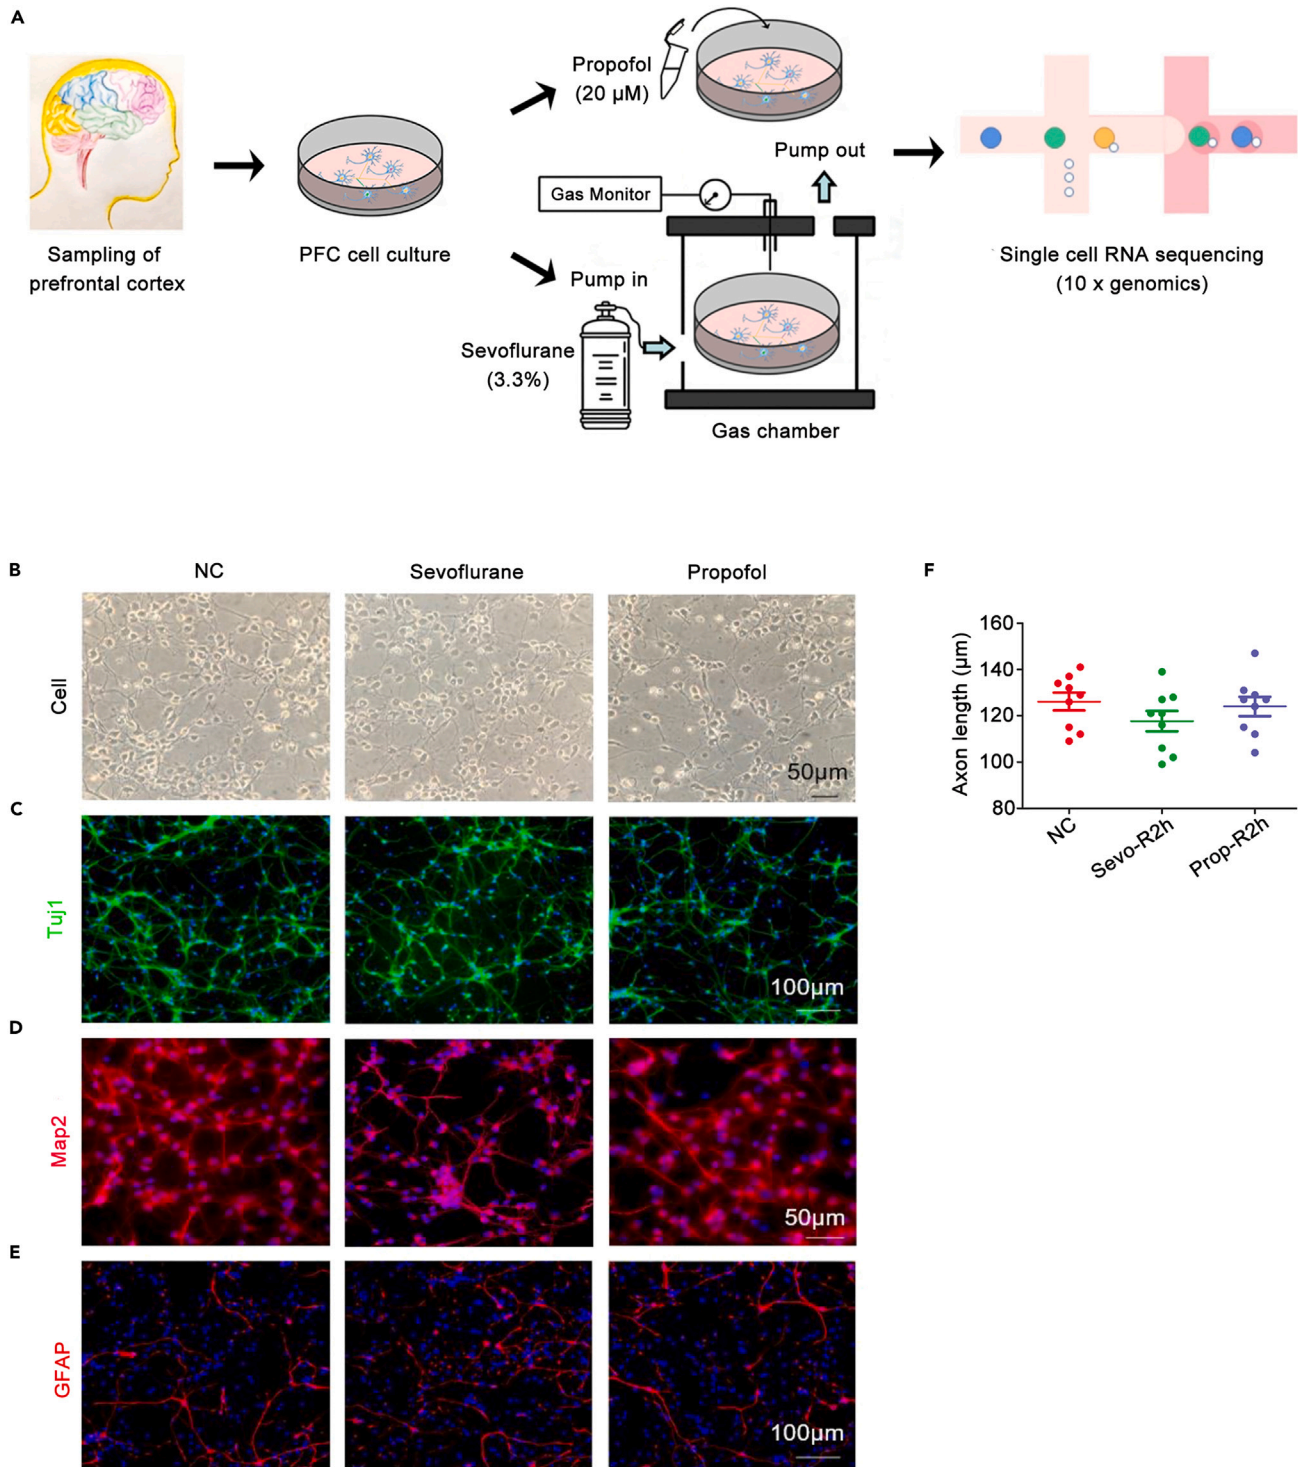 A
Propofol
(20 µM)
Pump out
Gas Monitor
Sampling of
prefrontal cortex
PFC cell culture
Pump in
Sevoflurane
(3.3%)
Gas chamber
Single cell RNA sequencing
(10 x genomics)
B
NC
Sevoflurane
Propofol
Cell
50µm
C
Tuj1
100µm
D
Map2
50µm
E
GFAP
100µm
F
Axon length (µm)
160
140
120
100
80
NC
Sevo-R2h
Prop-R2h